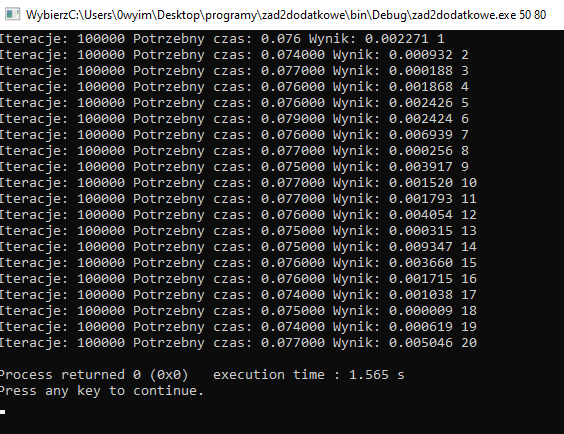 WybierzC:\Users\0wyim\Desktop\programy\zad2dodatkowe\bin\Debug\zad2dodatkowe.exe 50 80
Iteracje: 100000 Potrzebny czas: 0.076 Wynik: 0.002271 1
Iteracje: 100000 Potrzebny czas: 0.074000 Wynik: 0.000932 2
Iteracje: 100000 Potrzebny czas: 0.077000 Wynik: 0.000188 3
Iteracje: 100000 Potrzebny czas: 0.076000 Wynik: 0.001868 4
Iteracje: 100000 Potrzebny czas: 0.076000 Wynik: 0.002426 5
Iteracje: 100000 Potrzebny czas: 0.079000 Wynik: 0.002424 6
Iteracje: 100000 Potrzebny czas: 0.076000 Wynik: 0.006939 7
Iteracje: 100000 Potrzebny czas: 0.077000 Wynik: 0.000256 8
Iteracje: 100000 Potrzebny czas: 0.075000 Wynik: 0.003917 9
Iteracje: 100000 Potrzebny czas: 0.077000 Wynik: 0.001520 10
Iteracje: 100000 Potrzebny czas: 0.077000 Wynik: 0.001793 11
Iteracje: 100000 Potrzebny czas: 0.076000 Wynik: 0.004054 12
Iteracje: 100000 Potrzebny czas: 0.075000 Wynik: 0.000315 13
Iteracje: 100000 Potrzebny czas: 0.075000 Wynik: 0.009347 14
Iteracje: 100000 Potrzebny czas: 0.076000 Wynik: 0.003660 15
Iteracje: 100000 Potrzebny czas: 0.076000 Wynik: 0.001715 16
Iteracje: 100000 Potrzebny czas: 0.074000 Wynik: 0.001038 17
Iteracje: 100000 Potrzebny czas: 0.075000 Wynik: 0.000009 18
Iteracje: 100000 Potrzebny czas: 0.074000 Wynik: 0.000619 19
Iteracje: 100000 Potrzebny czas: 0.077000 Wynik: 0.005046 20
Process returned 0 (0x0)   execution time : 1.565 s
Press any key to continue.